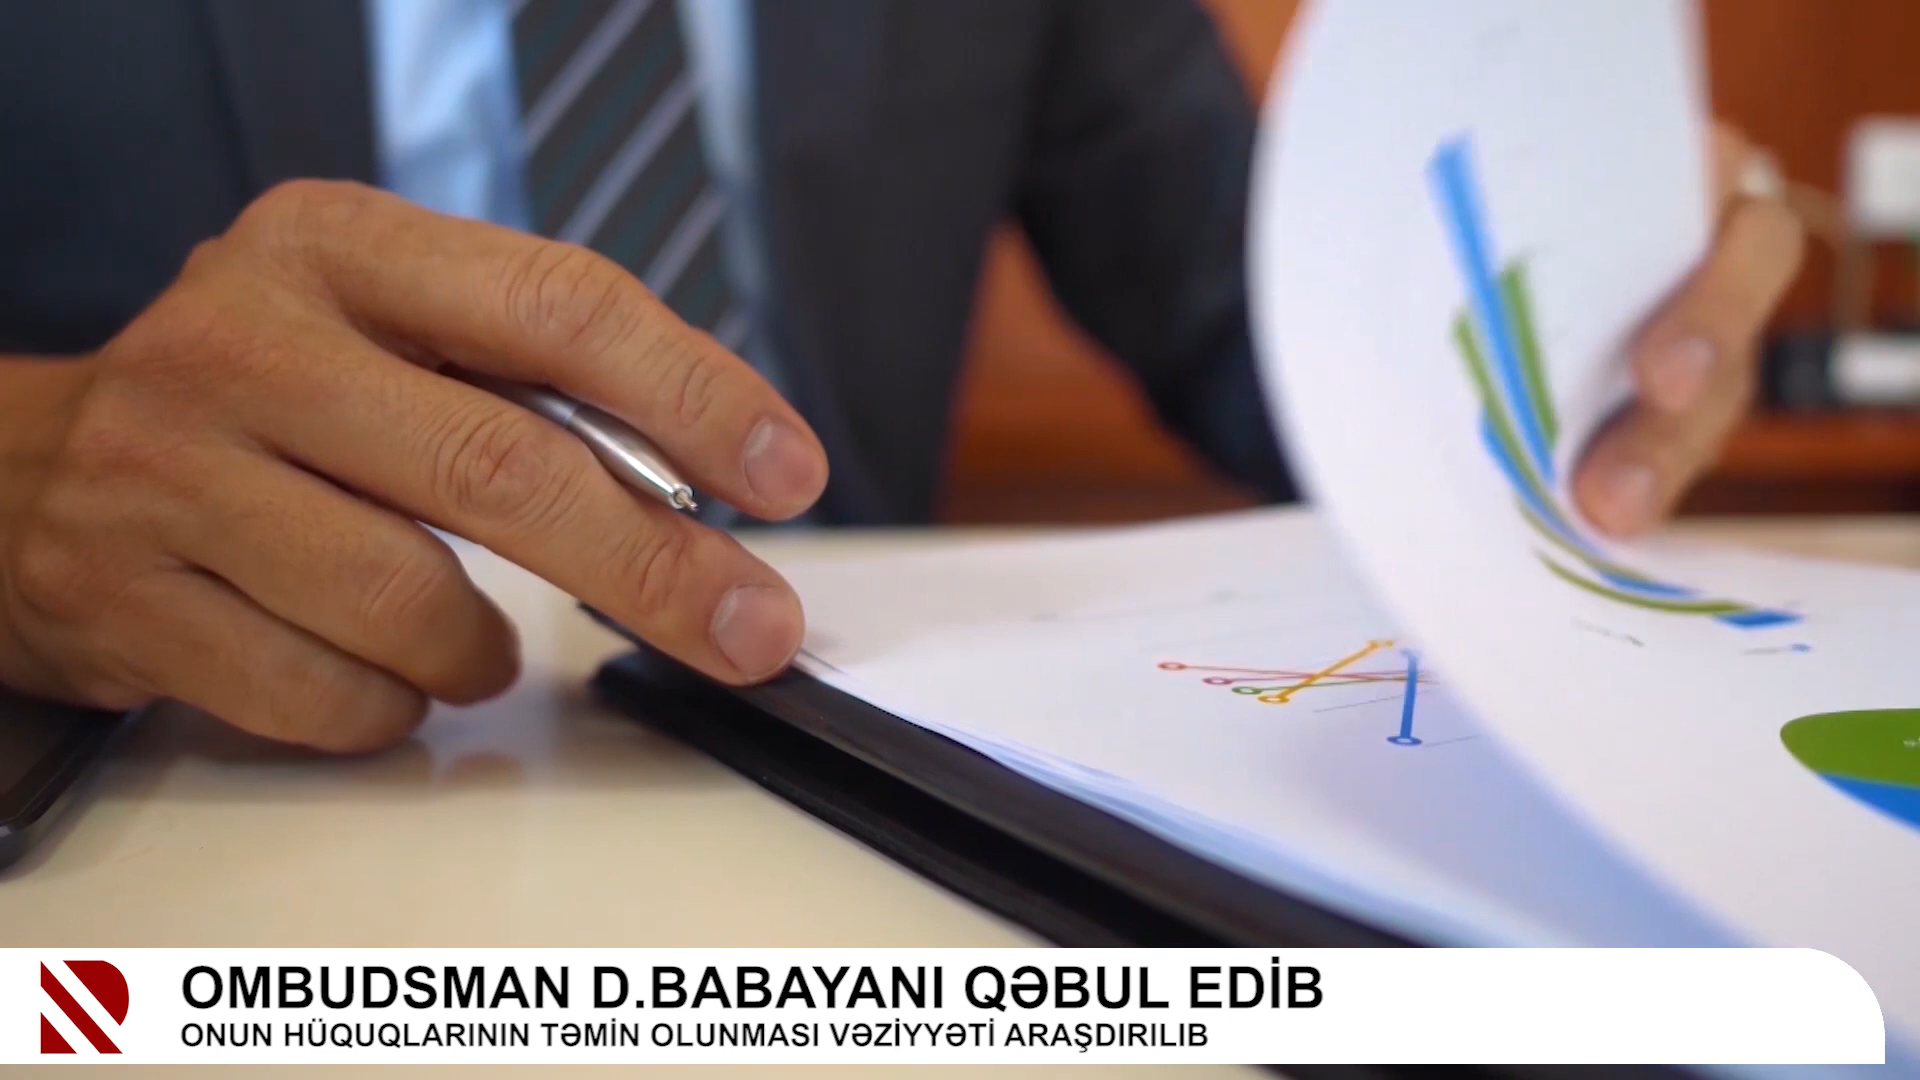 OMBUDSMAN D.BABAYANI QƏBUL EDİB
ONUN HÜQUQLARININ TƏMİN OLUNMASI VƏZİYYƏTİ ARAŞDIRILIB